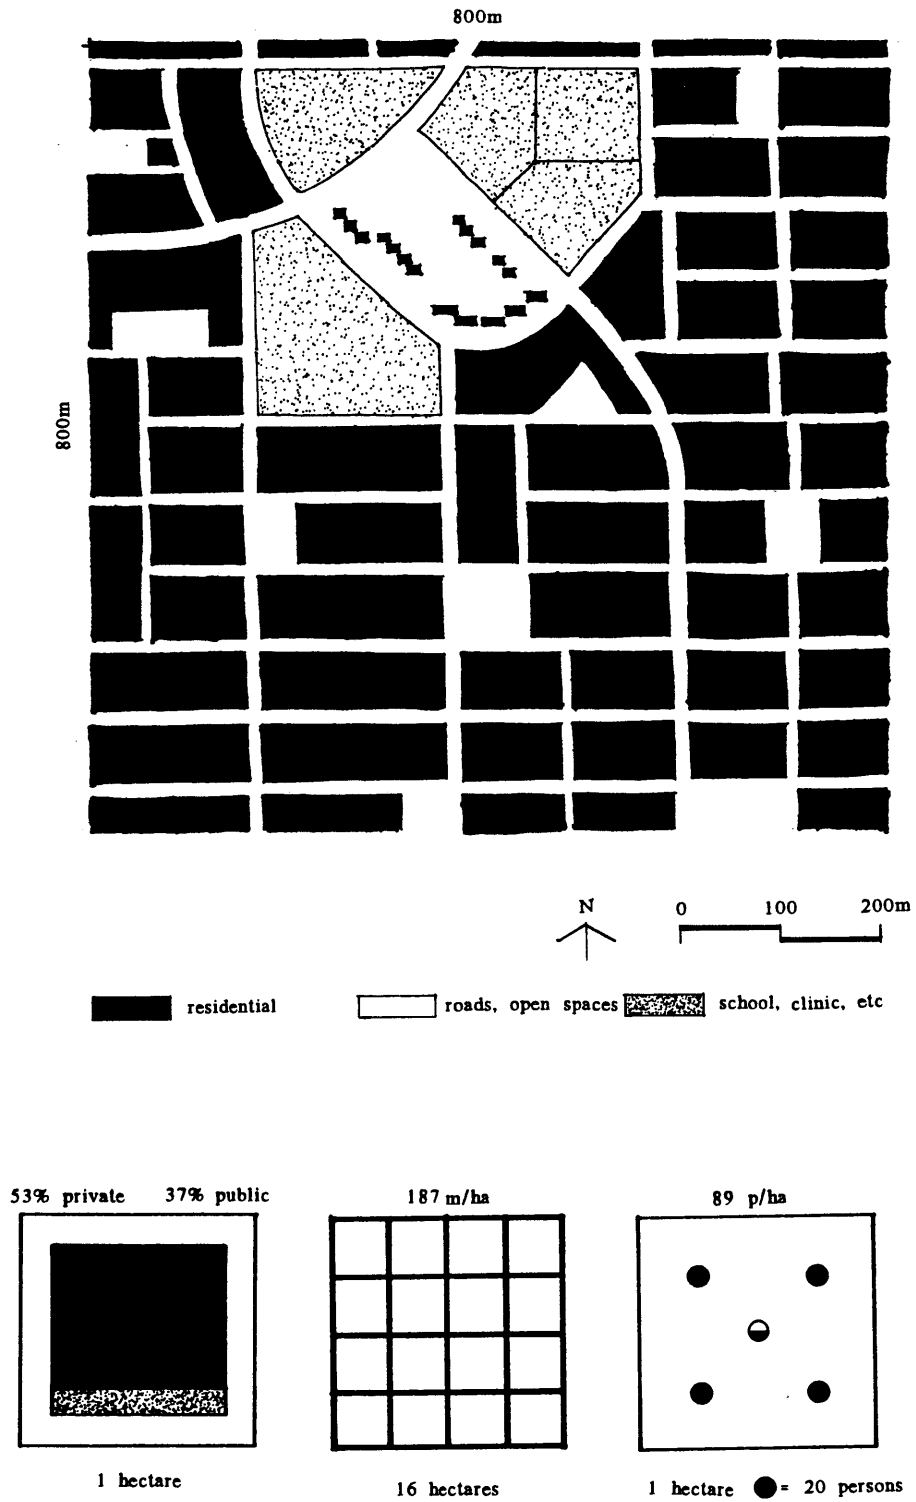 800m
800m
N
0 100 200m
residential roads, open spaces school, clinic, etc
53% private 37% public 187 m/ha 89 p/ha
1 hectare 16 hectares 1 hectare = 20 persons